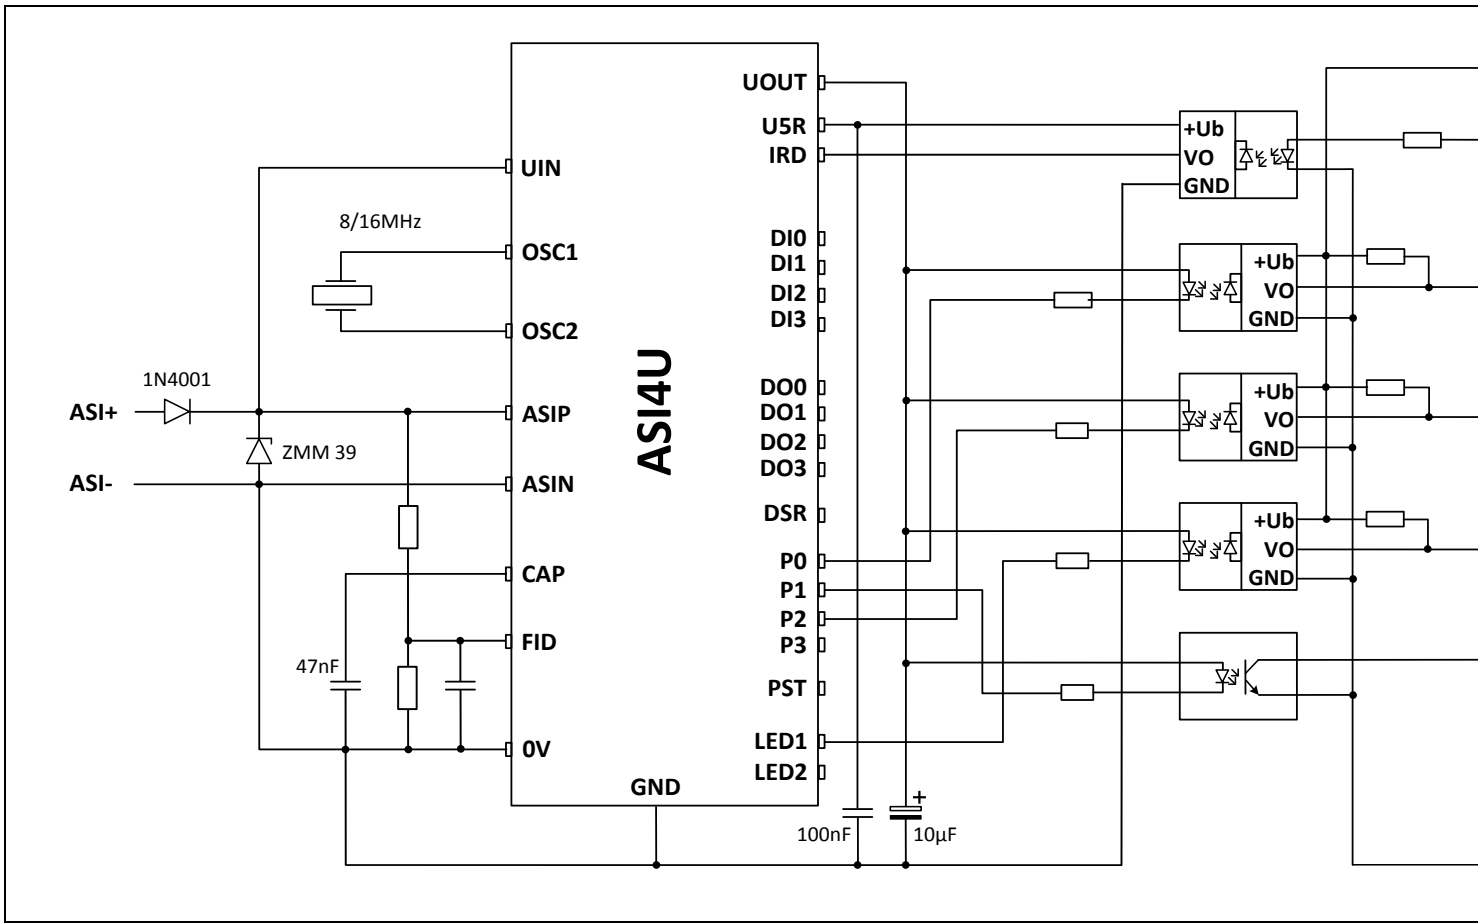 UOUT
U5R
IRD
+Ub
VO
GND
UIN
8/16MHz
OSC1
OSC2
DI0
DI1
DI2
DI3
+Ub
VO
GND
1N4001
ASI+
ASIP
ZMM 39
ASI-
ASIN
ASI4U
DO0
DO1
DO2
DO3
+Ub
VO
GND
DSR
+Ub
VO
GND
CAP
P0
P1
P2
P3
FID
47nF
PST
0V
LED1
LED2
GND
100nF
+
10µF